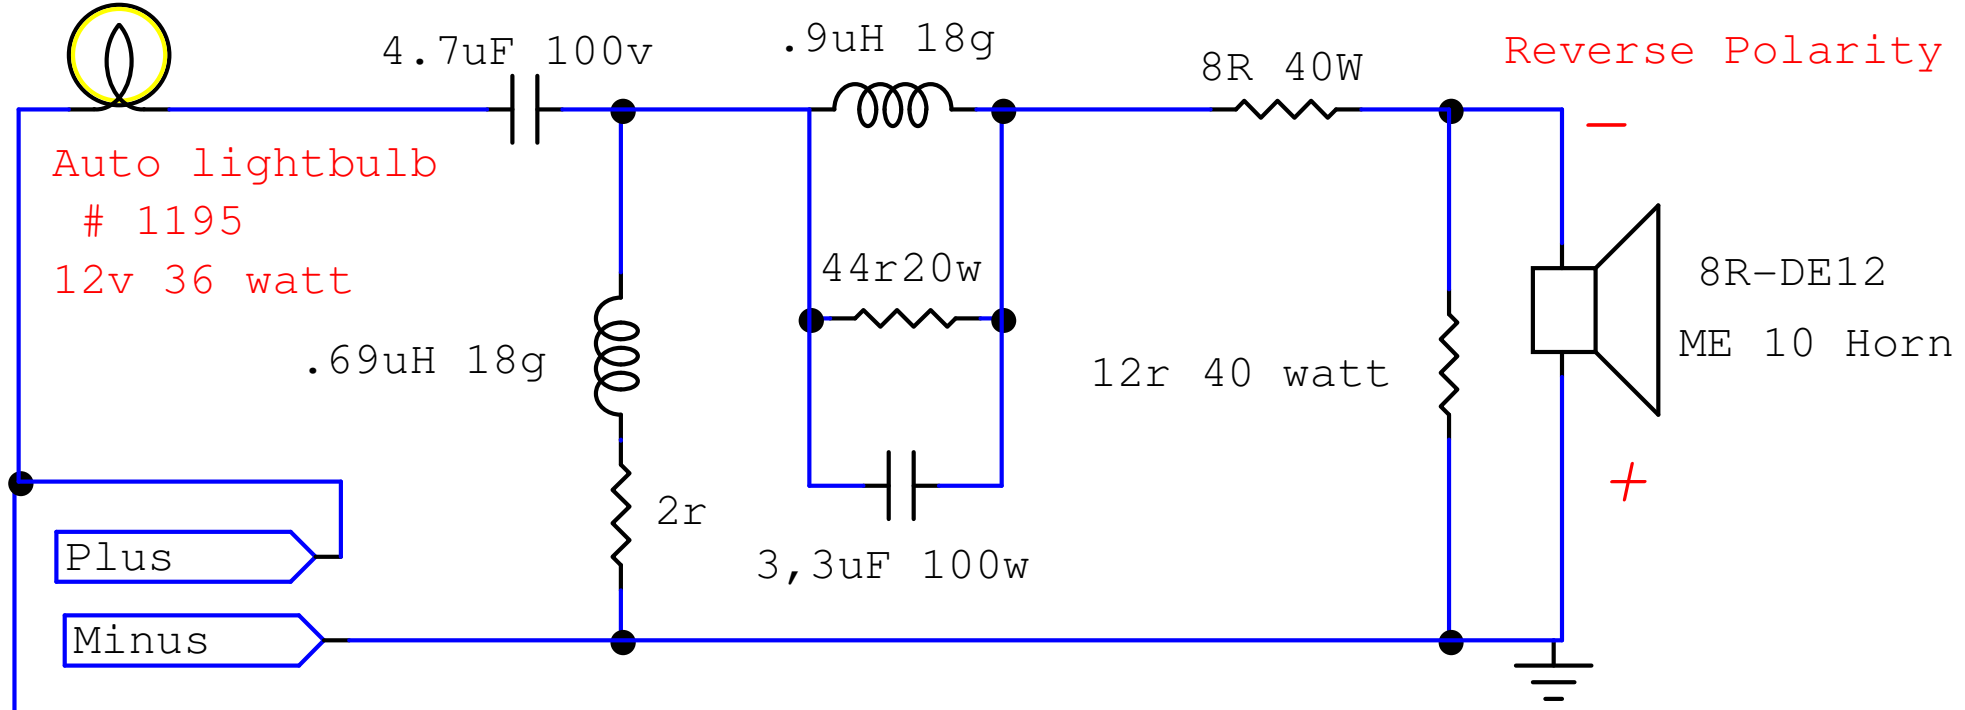 4.7uF 100v
.9uH 18g
8R 40W
Reverse Polarity
−
Auto lightbulb
# 1195
12v 36 watt
44r20w
8R−DE12
ME 10 Horn
.69uH 18g
12r 40 watt
+
2r
3,3uF 100w
Plus
Minus